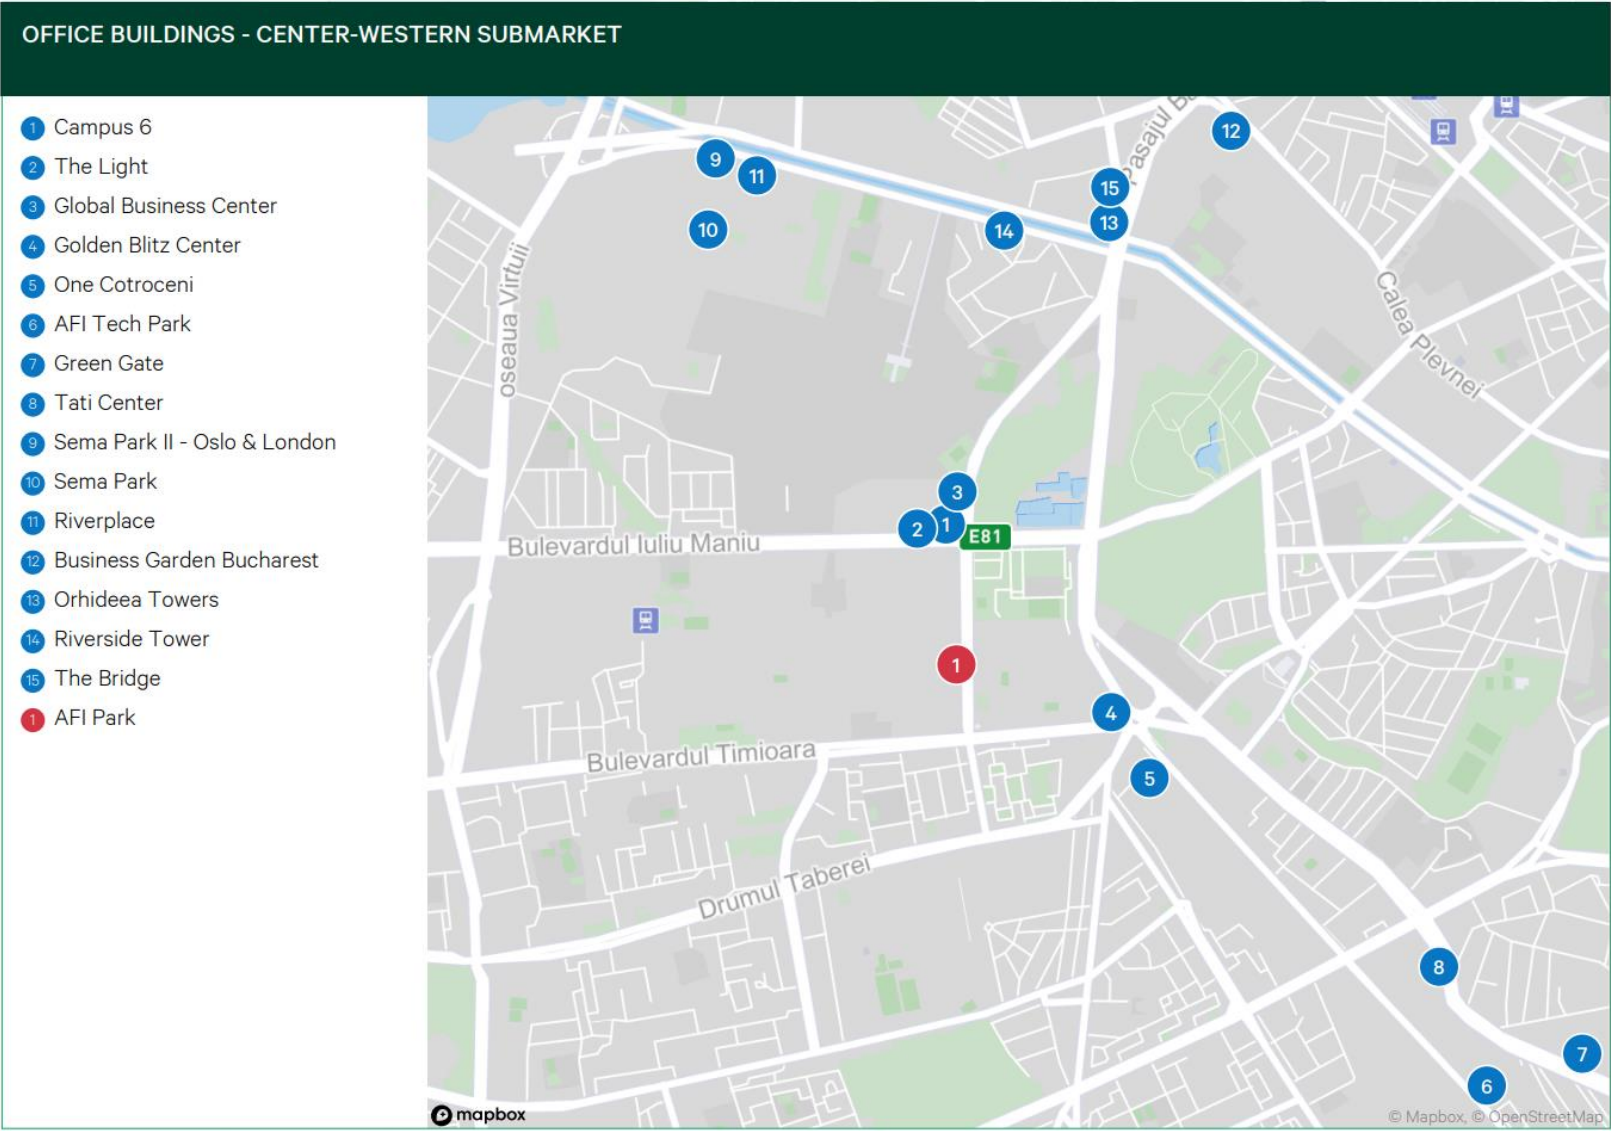 OFFICE BUILDINGS - CENTER-WESTERN SUBMARKET
1 Campus 6
2 The Light
3 Global Business Center
4 Golden Blitz Center
5 One Cotroceni
6 AFI Tech Park
7 Green Gate
8 Tati Center
9 Sema Park II - Oslo & London
10 Sema Park
11 Riverplace
12 Business Garden Bucharest
13 Orhideea Towers
14 Riverside Tower
15 The Bridge
1 AFI Park
Pasajul Ba
12
9
11
15
10
14
13
oseaua Virtuii
Calea Plevnei
3
2
1
E81
Bulevardul Iuliu Maniu
1
4
Bulevardul Timioara
5
Drumul Taberei
8
7
6
mapbox
© Mapbox, © OpenStreetMap